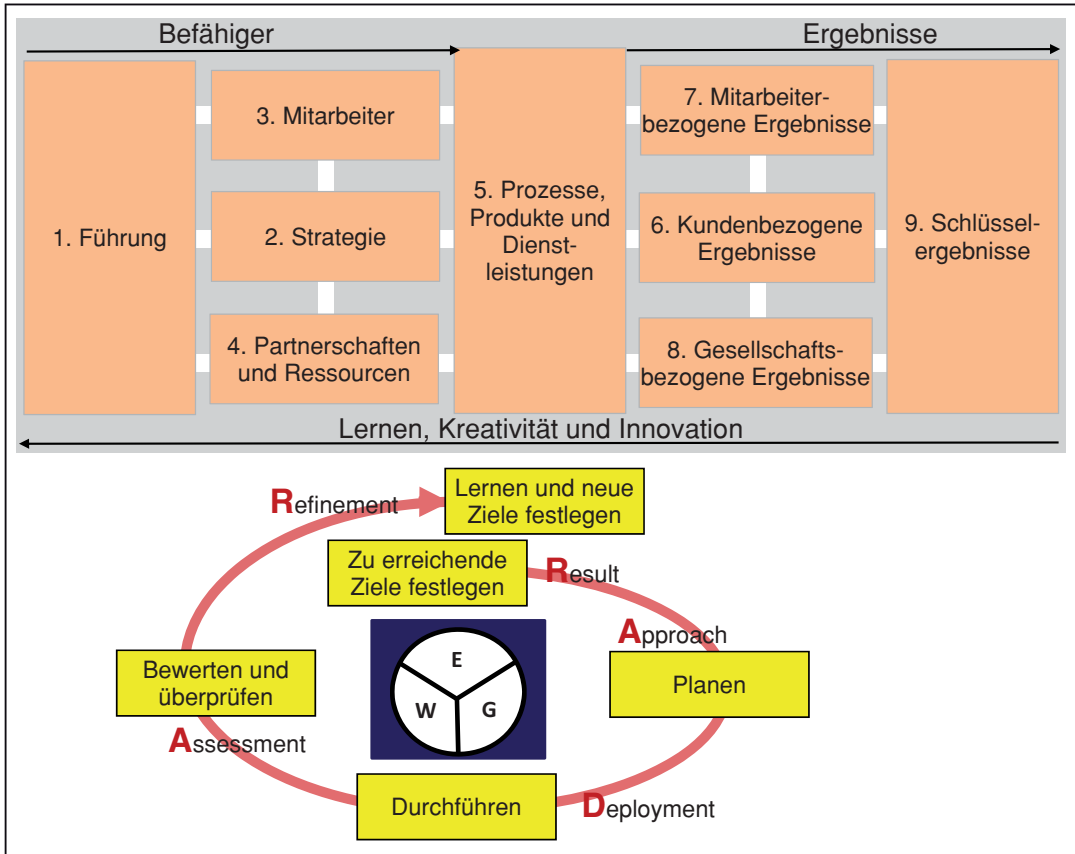 Befähiger
Ergebnisse
1. Führung
3. Mitarbeiter
2. Strategie
4. Partnerschaften
und Ressourcen
5. Prozesse,
Produkte und
Dienst-
leistungen
7. Mitarbeiter-
bezogene Ergebnisse
6. Kundenbezogene
Ergebnisse
8. Gesellschafts-
bezogene Ergebnisse
9. Schlüssel-
ergebnisse
Lernen, Kreativität und Innovation
Refinement
Lernen und neue
Ziele festlegen
Zu erreichende
Ziele festlegen
Result
Approach
Planen
Deployment
Durchführen
Assessment
Bewerten und
überprüfen
E
W
G